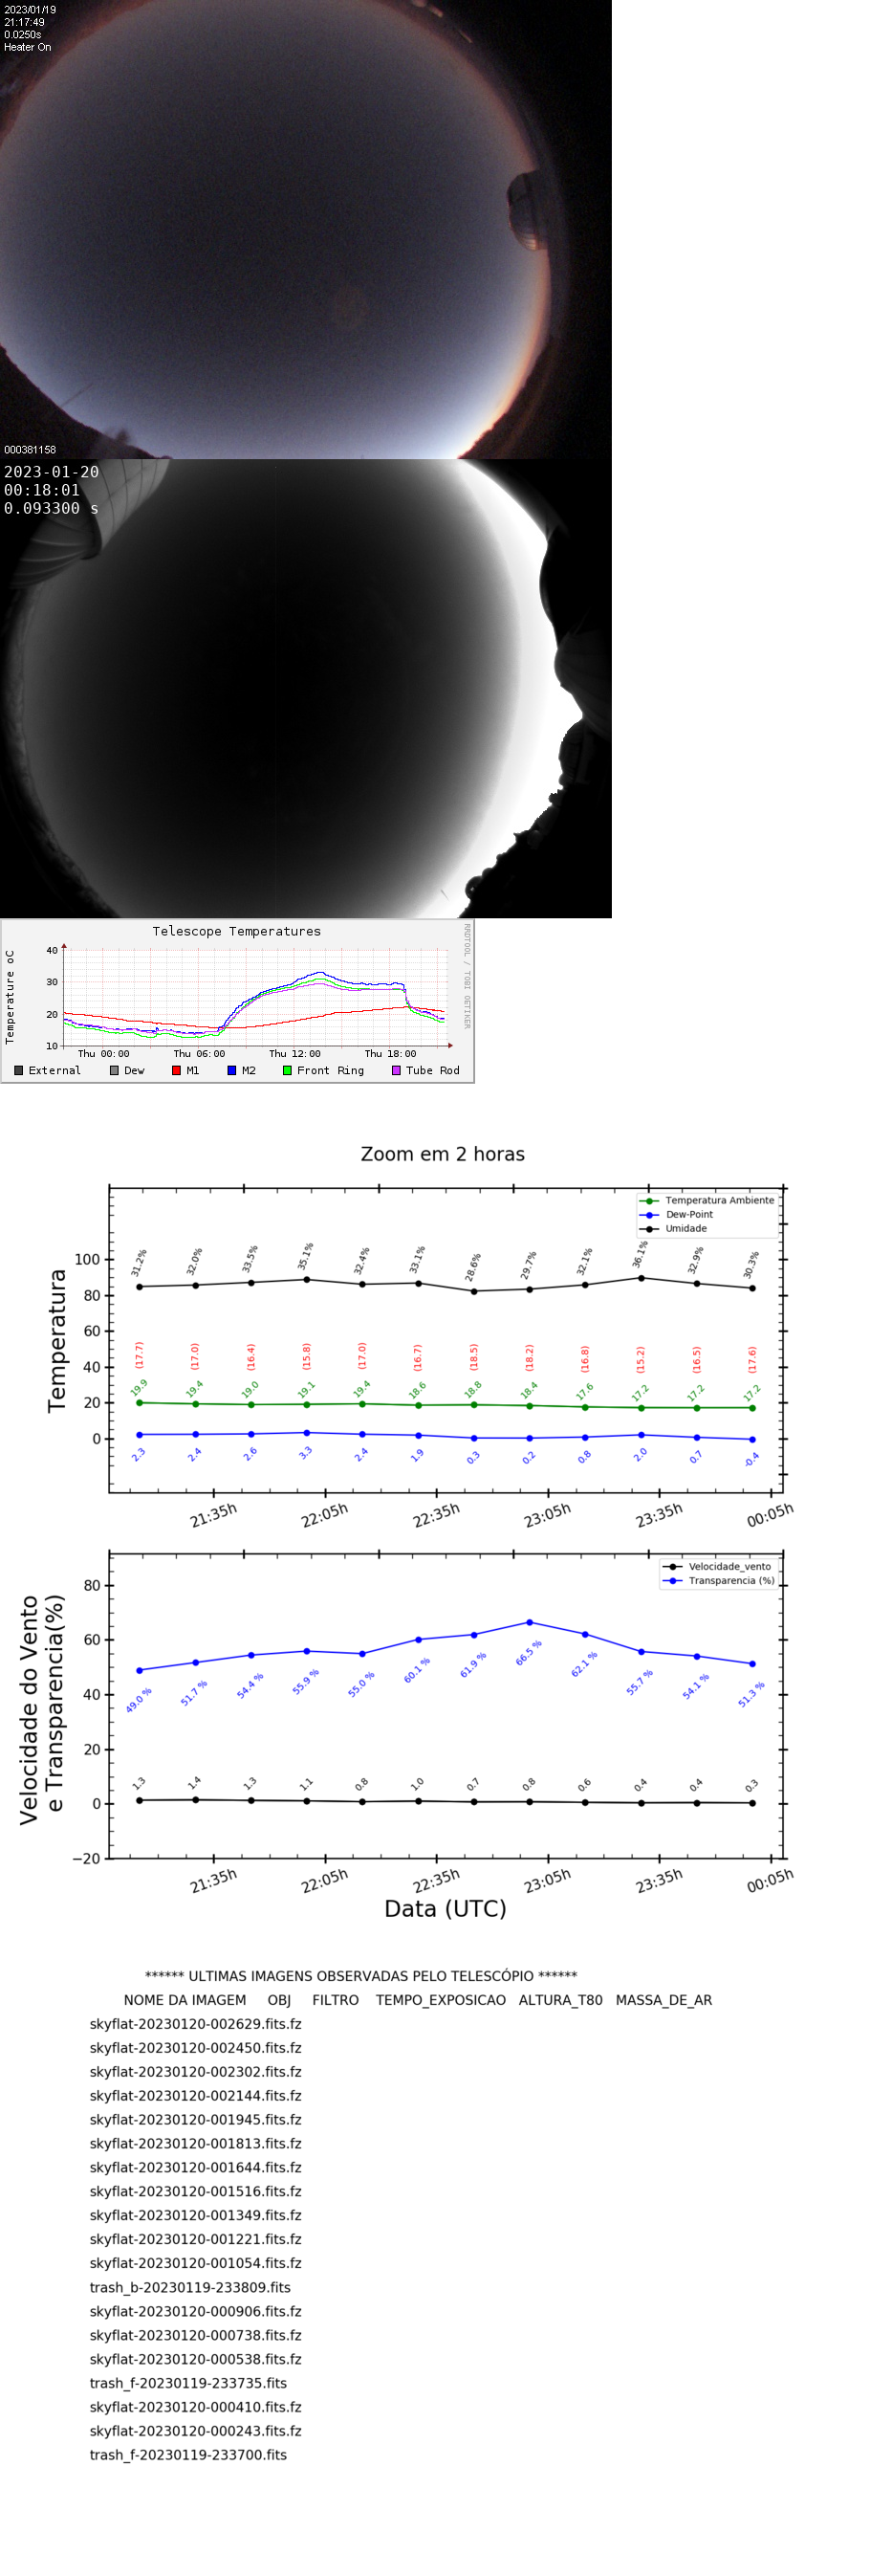 2023/01/19
21:17:49
0.0250s
Heater On
000381158
2023-01-20
00:18:01
0.093300 s
Telescope Temperatures
RRDTOOL / TOBI OETIKER
Temperature oC
40
30
20
10
Thu 00:00 Thu 06:00 Thu 12:00 Thu 18:00
External Dew M1 M2 Front Ring Tube Rod
Zoom em 2 horas
Temperatura Ambiente
Dew-Point
Umidade
Temperatura
100
80
60
40
20
0
31.2% 32.0% 33.5% 35.1% 32.4% 33.1% 28.6% 29.7% 32.1% 36.1% 32.9% 30.3%
(17.7) (17.0) (16.4) (15.8) (17.0) (16.7) (18.5) (18.2) (16.8) (15.2) (16.5) (17.6)
19.9 19.4 19.0 19.1 19.4 18.6 18.8 18.4 17.6 17.2 17.2 17.2
2.3 2.4 2.6 3.3 2.4 1.9 0.3 0.2 0.8 2.0 0.7 -0.4
21:35h 22:05h 22:35h 23:05h 23:35h 00:05h
Velocidade_vento
Transparencia (%)
Velocidade do Vento
e Transparencia(%)
80
60
40
20
0
−20
49.0 % 51.7 % 54.4 % 55.9 % 55.0 % 60.1 % 61.9 % 66.5 % 62.1 % 55.7 % 54.1 % 51.3 %
1.3 1.4 1.3 1.1 0.8 1.0 0.7 0.8 0.6 0.4 0.4 0.3
21:35h 22:05h 22:35h 23:05h 23:35h 00:05h
Data (UTC)
****** ULTIMAS IMAGENS OBSERVADAS PELO TELESCÓPIO ******
NOME DA IMAGEM OBJ FILTRO TEMPO_EXPOSICAO ALTURA_T80 MASSA_DE_AR
skyflat-20230120-002629.fits.fz
skyflat-20230120-002450.fits.fz
skyflat-20230120-002302.fits.fz
skyflat-20230120-002144.fits.fz
skyflat-20230120-001945.fits.fz
skyflat-20230120-001813.fits.fz
skyflat-20230120-001644.fits.fz
skyflat-20230120-001516.fits.fz
skyflat-20230120-001349.fits.fz
skyflat-20230120-001221.fits.fz
skyflat-20230120-001054.fits.fz
trash_b-20230119-233809.fits
skyflat-20230120-000906.fits.fz
skyflat-20230120-000738.fits.fz
skyflat-20230120-000538.fits.fz
trash_f-20230119-233735.fits
skyflat-20230120-000410.fits.fz
skyflat-20230120-000243.fits.fz
trash_f-20230119-233700.fits